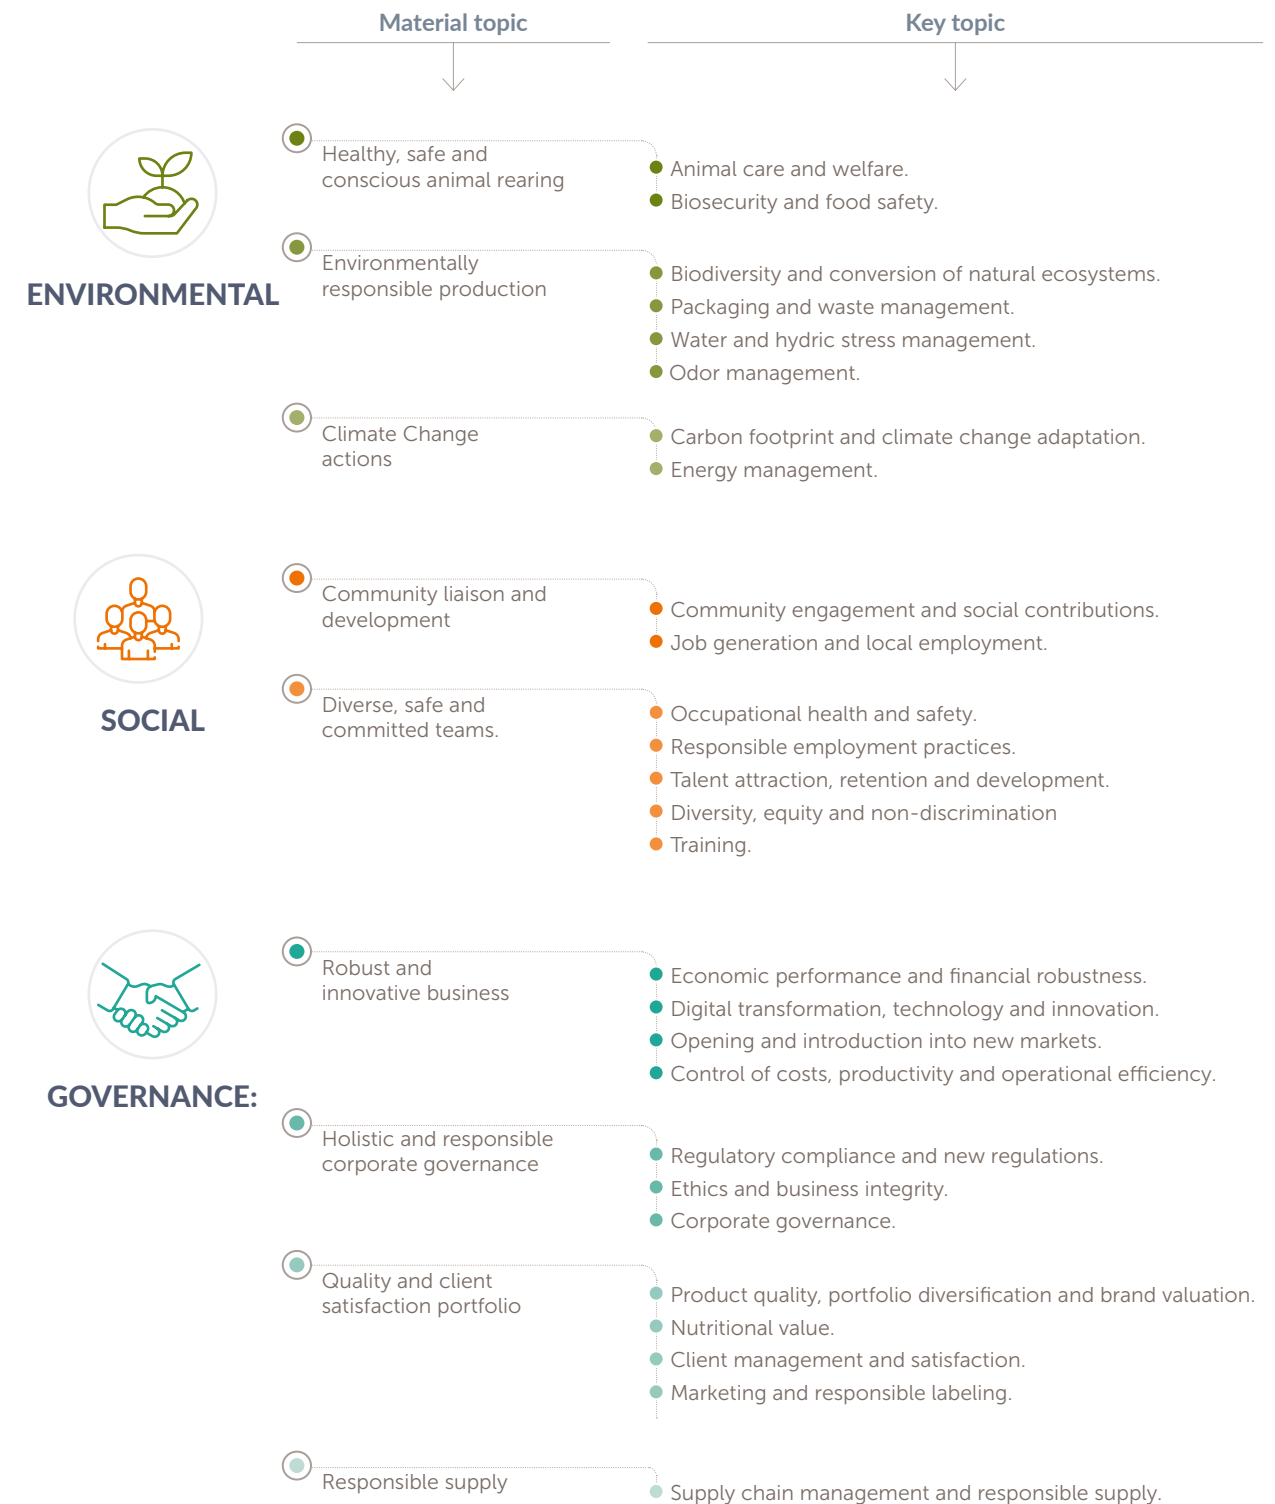 Material topic
Key topic
ENVIRONMENTAL
Healthy, safe and
conscious animal rearing
Animal care and welfare.
Biosecurity and food safety.
Environmentally
responsible production
Biodiversity and conversion of natural ecosystems.
Packaging and waste management.
Water and hydric stress management.
Odor management.
Climate Change
actions
Carbon footprint and climate change adaptation.
Energy management.
SOCIAL
Community liaison and
development
Community engagement and social contributions.
Job generation and local employment.
Diverse, safe and
committed teams.
Occupational health and safety.
Responsible employment practices.
Talent attraction, retention and development.
Diversity, equity and non-discrimination
Training.
GOVERNANCE:
Robust and
innovative business
Economic performance and financial robustness.
Digital transformation, technology and innovation.
Opening and introduction into new markets.
Control of costs, productivity and operational efficiency.
Holistic and responsible
corporate governance
Regulatory compliance and new regulations.
Ethics and business integrity.
Corporate governance.
Quality and client
satisfaction portfolio
Product quality, portfolio diversification and brand valuation.
Nutritional value.
Client management and satisfaction.
Marketing and responsible labeling.
Responsible supply
Supply chain management and responsible supply.